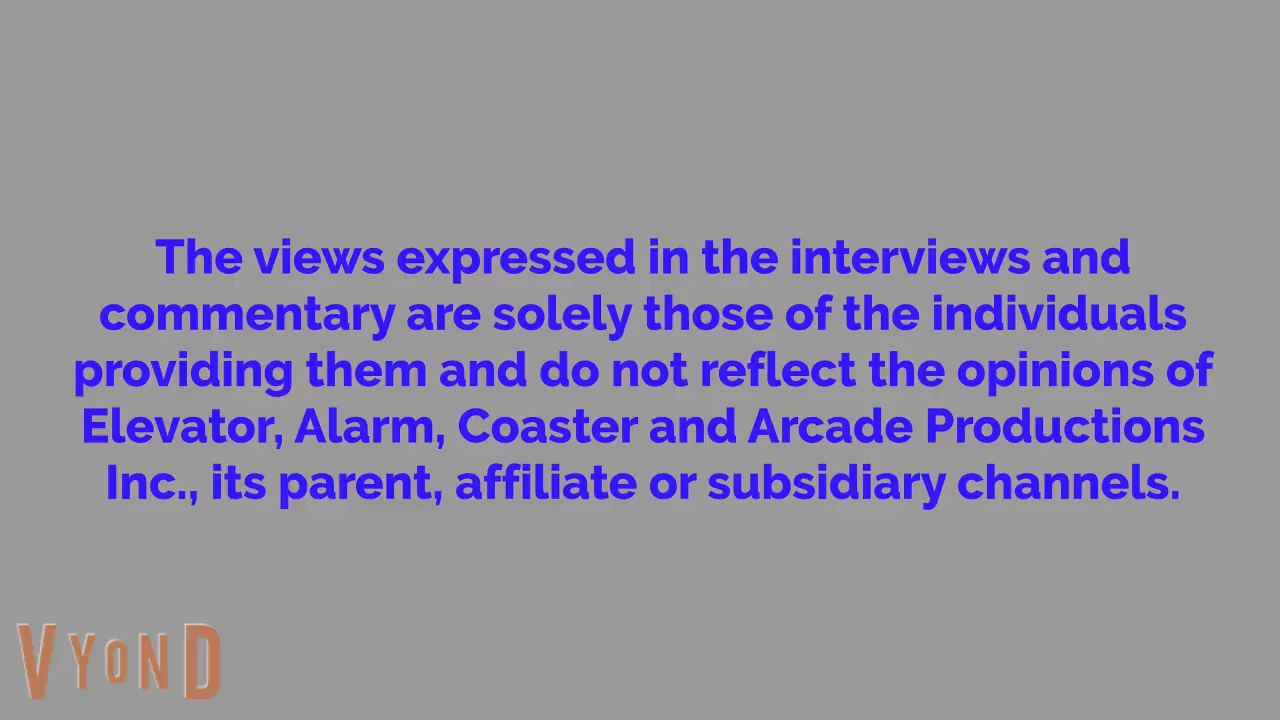 The views expressed in the interviews and
commentary are solely those of the individuals
providing them and do not reflect the opinions of
Elevator, Alarm, Coaster and Arcade Productions
Inc., its parent, affiliate or subsidiary channels.
VYOND